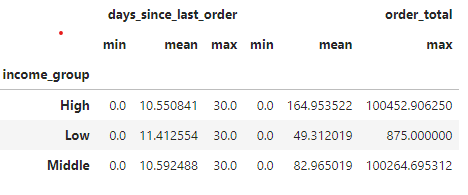 days_since_last_order order_total
min mean max min mean max
income_group
High 0.0 10.550841 30.0 0.0 164.953522 100452.906250
Low 0.0 11.412554 30.0 0.0 49.312019 875.000000
Middle 0.0 10.592488 30.0 0.0 82.965019 100264.695312